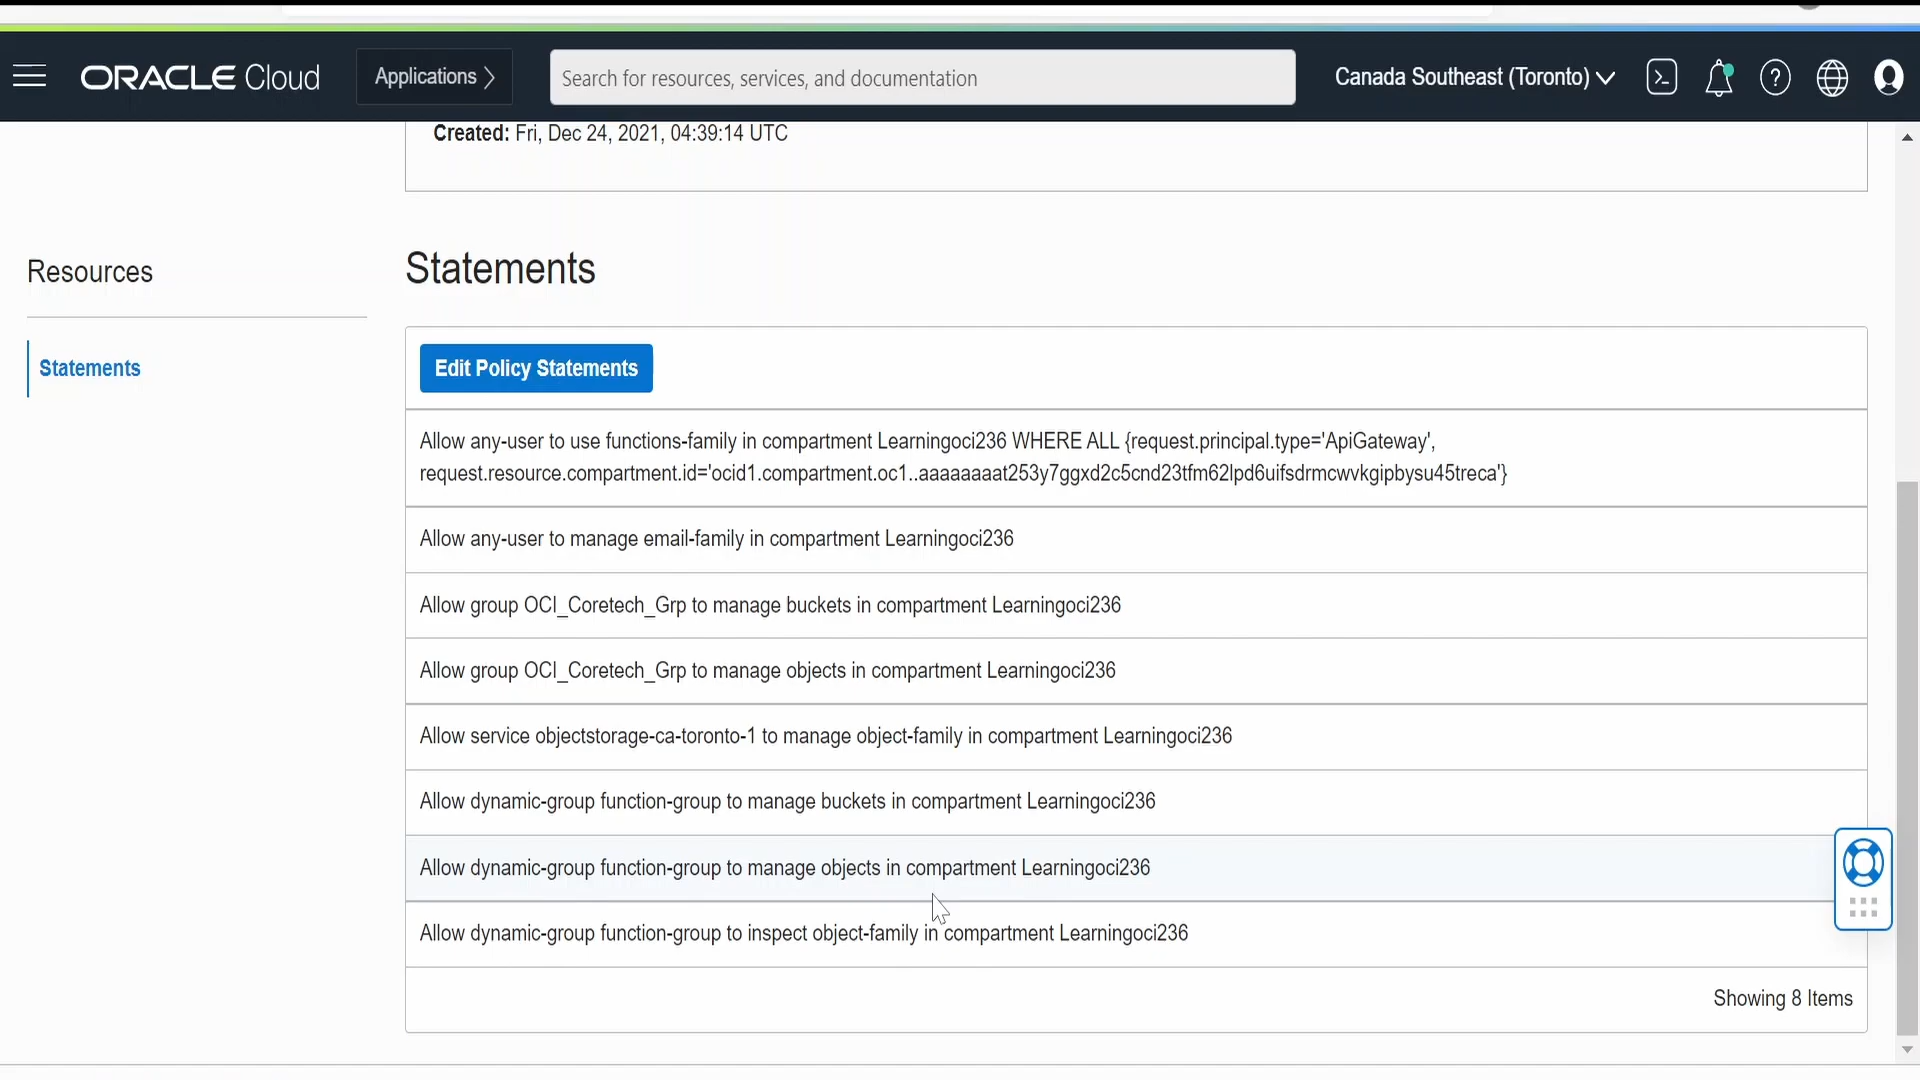 ORACLE Cloud
Applications
Search for resources, services, and documentation
Canada Southeast (Toronto)
Created: Fri, Dec 24, 2021, 04:39:14 UTC
Resources
Statements
Statements
Edit Policy Statements
Allow any-user to use functions-family in compartment Learningoci236 WHERE ALL {request.principal.type='ApiGateway',
request.resource.compartment.id='ocid1.compartment.oc1..aaaaaaaat253y7ggxd2c5cnd23tfm62lpd6uifsdrmcwvkgipbysu45treca'}
Allow any-user to manage email-family in compartment Learningoci236
Allow group OCI_Coretech_Grp to manage buckets in compartment Learningoci236
Allow group OCI_Coretech_Grp to manage objects in compartment Learningoci236
Allow service objectstorage-ca-toronto-1 to manage object-family in compartment Learningoci236
Allow dynamic-group function-group to manage buckets in compartment Learningoci236
Allow dynamic-group function-group to manage objects in compartment Learningoci236
Allow dynamic-group function-group to inspect object-family in compartment Learningoci236
Showing 8 Items